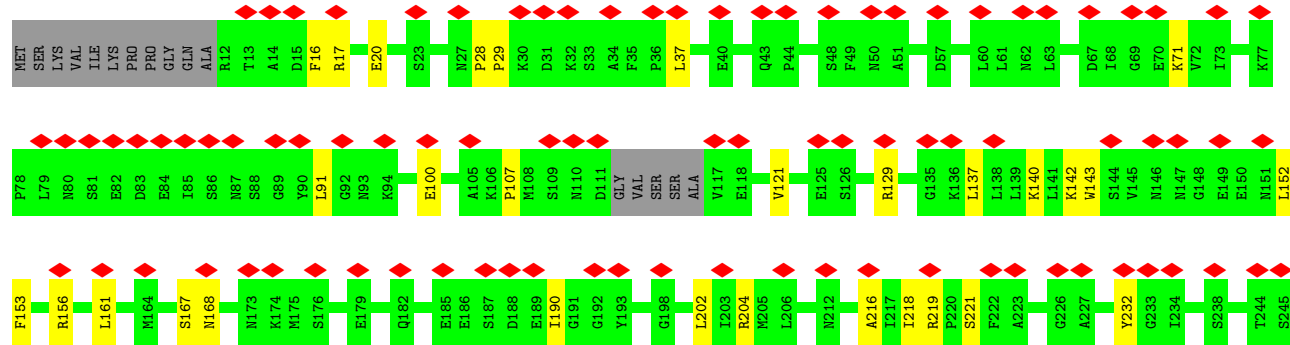 MET SER LYS VAL ILE LYS PRO PRO GLY GLN ALA R12 T13 A14 D15 F16 R17 E20 S23 N27 P28 P29 K30 D31 K32 S33 A34 F35 P36 L37 E40 Q43 P44 S48 F49 N50 A51 D57 L60 L61 N62 L63 D67 I68 G69 E70 K71 V72 I73 K77
P78 L79 N80 S81 E82 D83 E84 I85 S86 N87 S88 G89 Y90 L91 G92 N93 K94 E100 A105 K106 P107 M108 S109 N110 D111 GLY VAL SER SER ALA V117 E118 V121 E125 S126 R129 G135 K136 L137 L138 L139 K140 L141 K142 W143 S144 V145 N146 N147 G148 E149 E150 N151 L152
F153 R156 L161 M164 S167 N168 N173 K174 M175 S176 E179 Q182 E185 E186 S187 D188 E189 I190 G191 G192 Y193 G198 L202 I203 R204 M205 L206 N212 A216 I217 I218 R219 P220 S221 F222 A223 G226 A227 Y232 G233 I234 S238 T244 S245